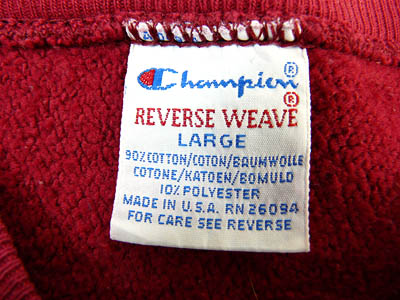 Champion®
REVERSE WEAVE®
LARGE
90% COTTON/COTON/BAUMWOLLE
COTONE/KATOEN/BOMULD
10% POLYESTER
MADE IN U.S.A. RN 26094
FOR CARE SEE REVERSE